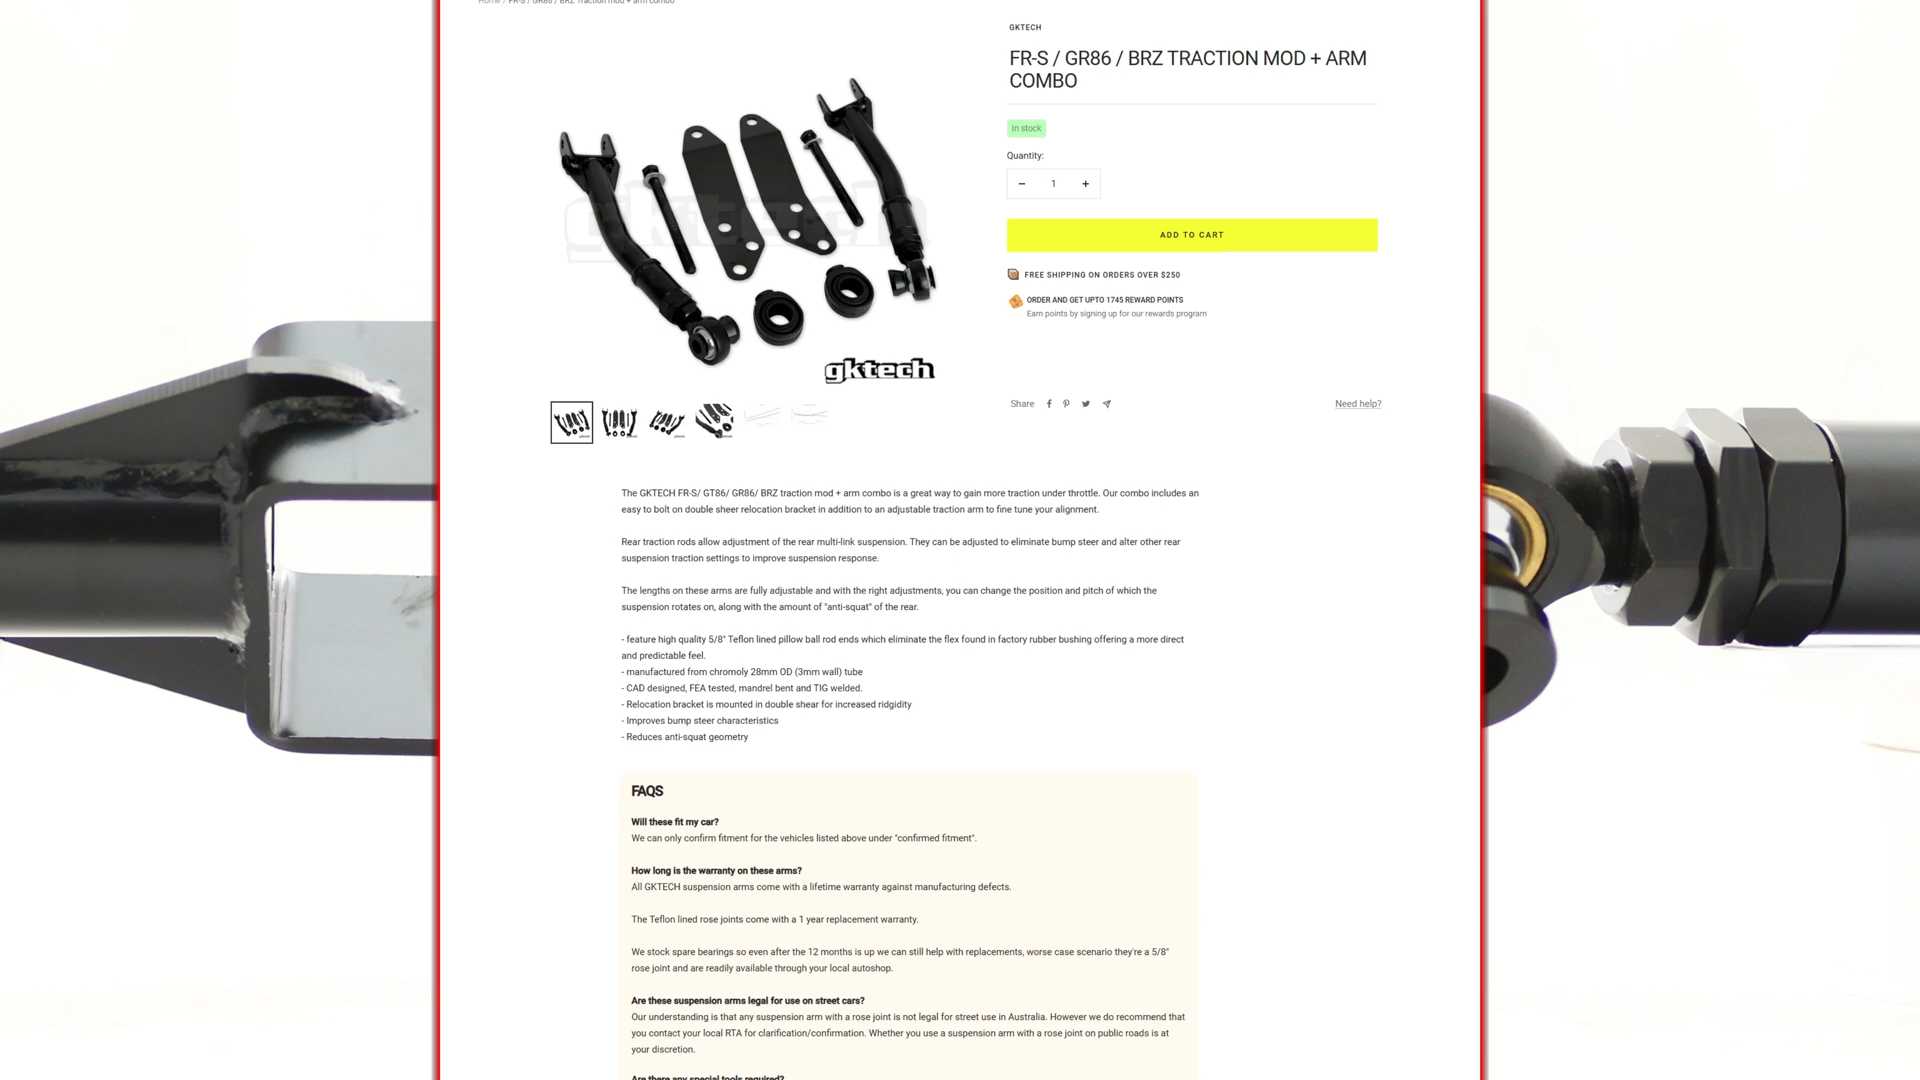 Home / FR-S / GR86 / BRZ Traction mod + arm combo
GKTECH
FR-S / GR86 / BRZ TRACTION MOD + ARM
COMBO
In stock
Quantity:
− 1 +
ADD TO CART
FREE SHIPPING ON ORDERS OVER $250
ORDER AND GET UPTO 1745 REWARD POINTS
Earn points by signing up for our rewards program
gktech
gktech
Share
Need help?
The GKTECH FR-S/ GT86/ GR86/ BRZ traction mod + arm combo is a great way to gain more traction under throttle. Our combo includes an
easy to bolt on double sheer relocation bracket in addition to an adjustable traction arm to fine tune your alignment.
Rear traction rods allow adjustment of the rear multi-link suspension. They can be adjusted to eliminate bump steer and alter other rear
suspension traction settings to improve suspension response.
The lengths on these arms are fully adjustable and with the right adjustments, you can change the position and pitch of which the
suspension rotates on, along with the amount of "anti-squat" of the rear.
- feature high quality 5/8" Teflon lined pillow ball rod ends which eliminate the flex found in factory rubber bushing offering a more direct
and predictable feel.
- manufactured from chromoly 28mm OD (3mm wall) tube
- CAD designed, FEA tested, mandrel bent and TIG welded.
- Relocation bracket is mounted in double shear for increased ridgidity
- Improves bump steer characteristics
- Reduces anti-squat geometry
FAQS
Will these fit my car?
We can only confirm fitment for the vehicles listed above under "confirmed fitment".
How long is the warranty on these arms?
All GKTECH suspension arms come with a lifetime warranty against manufacturing defects.
The Teflon lined rose joints come with a 1 year replacement warranty.
We stock spare bearings so even after the 12 months is up we can still help with replacements, worse case scenario they're a 5/8"
rose joint and are readily available through your local autoshop.
Are these suspension arms legal for use on street cars?
Our understanding is that any suspension arm with a rose joint is not legal for street use in Australia. However we do recommend that
you contact your local RTA for clarification/confirmation. Whether you use a suspension arm with a rose joint on public roads is at
your discretion.
Are there any special tools required?